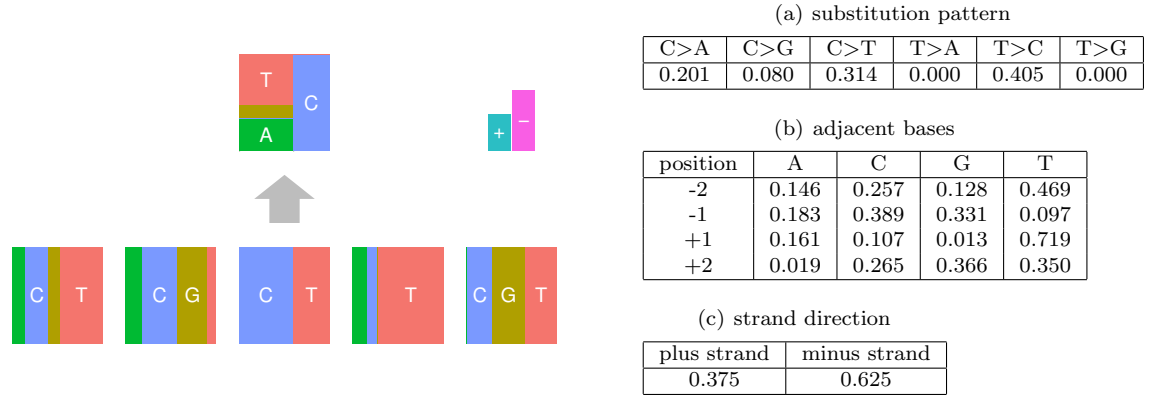 T
C
A
+
−
C
T
C
G
C
T
T
C
G
T
(a) substitution pattern
C>A C>G C>T T>A T>C T>G
0.201 0.080 0.314 0.000 0.405 0.000
(b) adjacent bases
position A C G T
-2 0.146 0.257 0.128 0.469
-1 0.183 0.389 0.331 0.097
+1 0.161 0.107 0.013 0.719
+2 0.019 0.265 0.366 0.350
(c) strand direction
plus strand minus strand
0.375 0.625